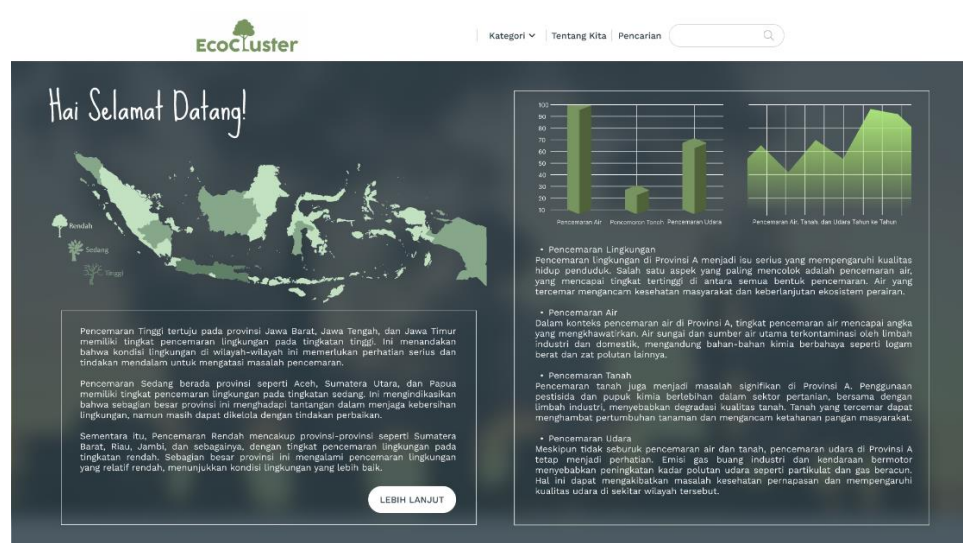 EcoCluster
Kategori
Tentang Kita
Pencarian
Hai Selamat Datang!
Rendah
Sedang
Tinggi
Pencemaran Tinggi tertuju pada provinsi Jawa Barat, Jawa Tengah, dan Jawa Timur
memiliki tingkat pencemaran lingkungan pada tingkatan tinggi. Ini menandakan
bahwa kondisi lingkungan di wilayah-wilayah ini memerlukan perhatian serius dan
tindakan mendalam untuk mengatasi masalah pencemaran.
Pencemaran Sedang berada provinsi seperti Aceh, Sumatera Utara, dan Papua
memiliki tingkat pencemaran lingkungan pada tingkatan sedang. Ini mengindikasikan
bahwa sebagian besar provinsi ini menghadapi tantangan dalam menjaga kebersihan
lingkungan, namun masih dapat dikelola dengan tindakan perbaikan.
Sementara itu, Pencemaran Rendah mencakup provinsi-provinsi seperti Sumatera
Barat, Riau, Jambi, dan sebagainya, dengan tingkat pencemaran lingkungan pada
tingkatan rendah. Sebagian besar provinsi ini mengalami pencemaran lingkungan
yang relatif rendah, menunjukkan kondisi lingkungan yang lebih baik.
LEBIH LANJUT
100
90
80
70
60
50
40
30
20
10
Pencemaran Air
Pencemaran Tanah
Pencemaran Udara
Pencemaran Air, Tanah, dan Udara Tahun ke Tahun
• Pencemaran Lingkungan
Pencemaran lingkungan di Provinsi A menjadi isu serius yang mempengaruhi kualitas
hidup penduduk. Salah satu aspek yang paling mencolok adalah pencemaran air,
yang mencapai tingkat tertinggi di antara semua bentuk pencemaran. Air yang
tercemar mengancam kesehatan masyarakat dan keberlanjutan ekosistem perairan.
• Pencemaran Air
Dalam konteks pencemaran air di Provinsi A, tingkat pencemaran air mencapai angka
yang mengkhawatirkan. Air sungai dan sumber air utama terkontaminasi oleh limbah
industri dan domestik, mengandung bahan-bahan kimia berbahaya seperti logam
berat dan zat polutan lainnya.
• Pencemaran Tanah
Pencemaran tanah juga menjadi masalah signifikan di Provinsi A. Penggunaan
pestisida dan pupuk kimia berlebihan dalam sektor pertanian, bersama dengan
limbah industri, menyebabkan degradasi kualitas tanah. Tanah yang tercemar dapat
menghambat pertumbuhan tanaman dan mengancam ketahanan pangan masyarakat.
• Pencemaran Udara
Meskipun tidak seburuk pencemaran air dan tanah, pencemaran udara di Provinsi A
tetap menjadi perhatian. Emisi gas buang industri dan kendaraan bermotor
menyebabkan peningkatan kadar polutan udara seperti partikulat dan gas beracun.
Hal ini dapat mengakibatkan masalah kesehatan pernapasan dan mempengaruhi
kualitas udara di sekitar wilayah tersebut.